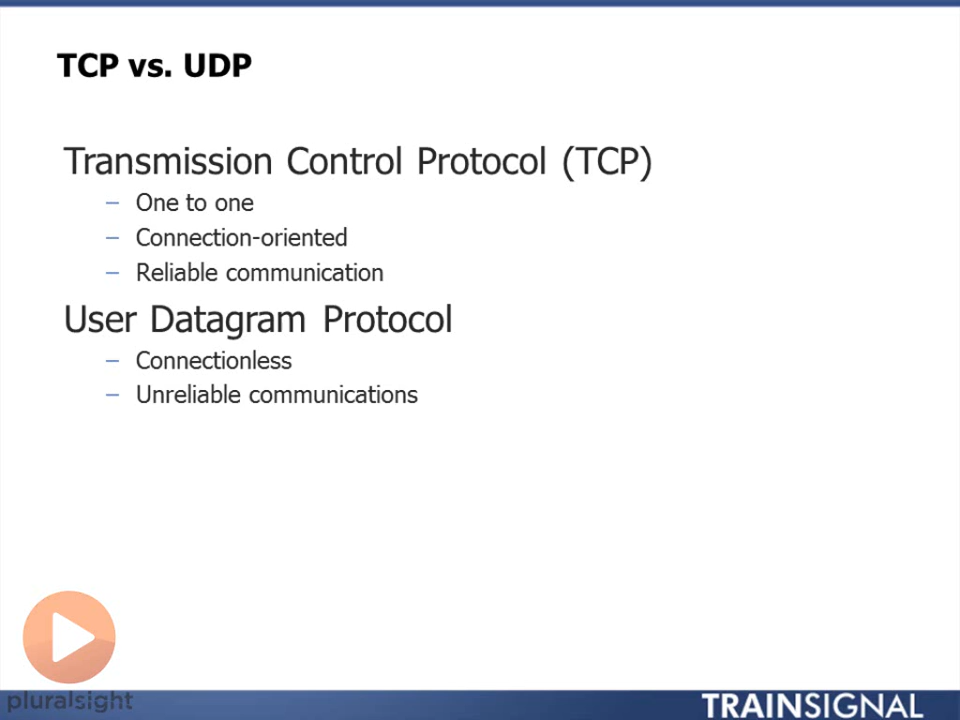 TCP vs. UDP
Transmission Control Protocol (TCP)
– One to one
– Connection-oriented
– Reliable communication
User Datagram Protocol
– Connectionless
– Unreliable communications
pluralsight
TRAINSIGNAL